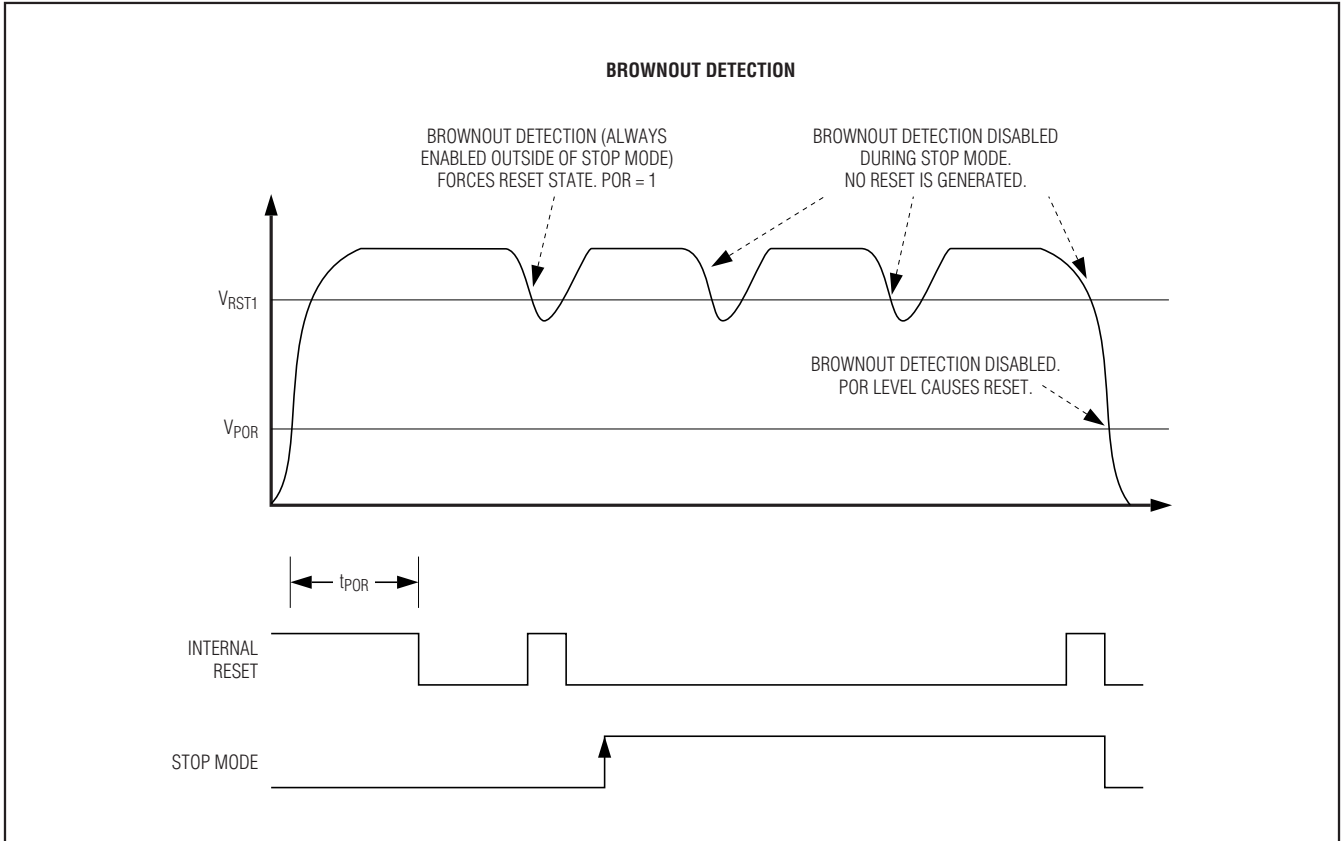 BROWNOUT DETECTION
BROWNOUT DETECTION (ALWAYS
ENABLED OUTSIDE OF STOP MODE)
FORCES RESET STATE. POR = 1
BROWNOUT DETECTION DISABLED
DURING STOP MODE.
NO RESET IS GENERATED.
VRST1
BROWNOUT DETECTION DISABLED.
POR LEVEL CAUSES RESET.
VPOR
tPOR
INTERNAL
RESET
STOP MODE